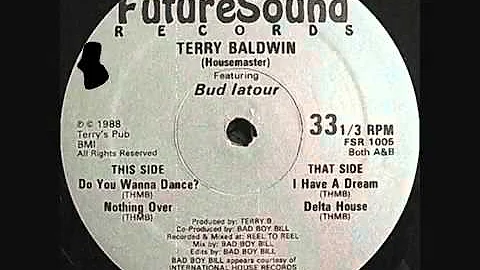 FutureSound
RECORDS
TERRY BALDWIN
(Housemaster)
Featuring
Bud latour
℗ © 1988
Terry's Pub
BMI
All Rights Reserved
33 1/3 RPM
FSR 1005
Both A&B
THIS SIDE
Do You Wanna Dance?
(THMB)
Nothing Over
(THMB)
THAT SIDE
I Have A Dream
(THMB)
Delta House
(THMB)
Produced by: TERRY B
Co-Produced by: BAD BOY BILL
Recorded & Mixed at: REEL TO REEL
Mix by: BAD BOY BILL
Edits by: BAD BOY BILL
BAD BOY BILL appears courtesy of
INTERNATIONAL HOUSE RECORDS